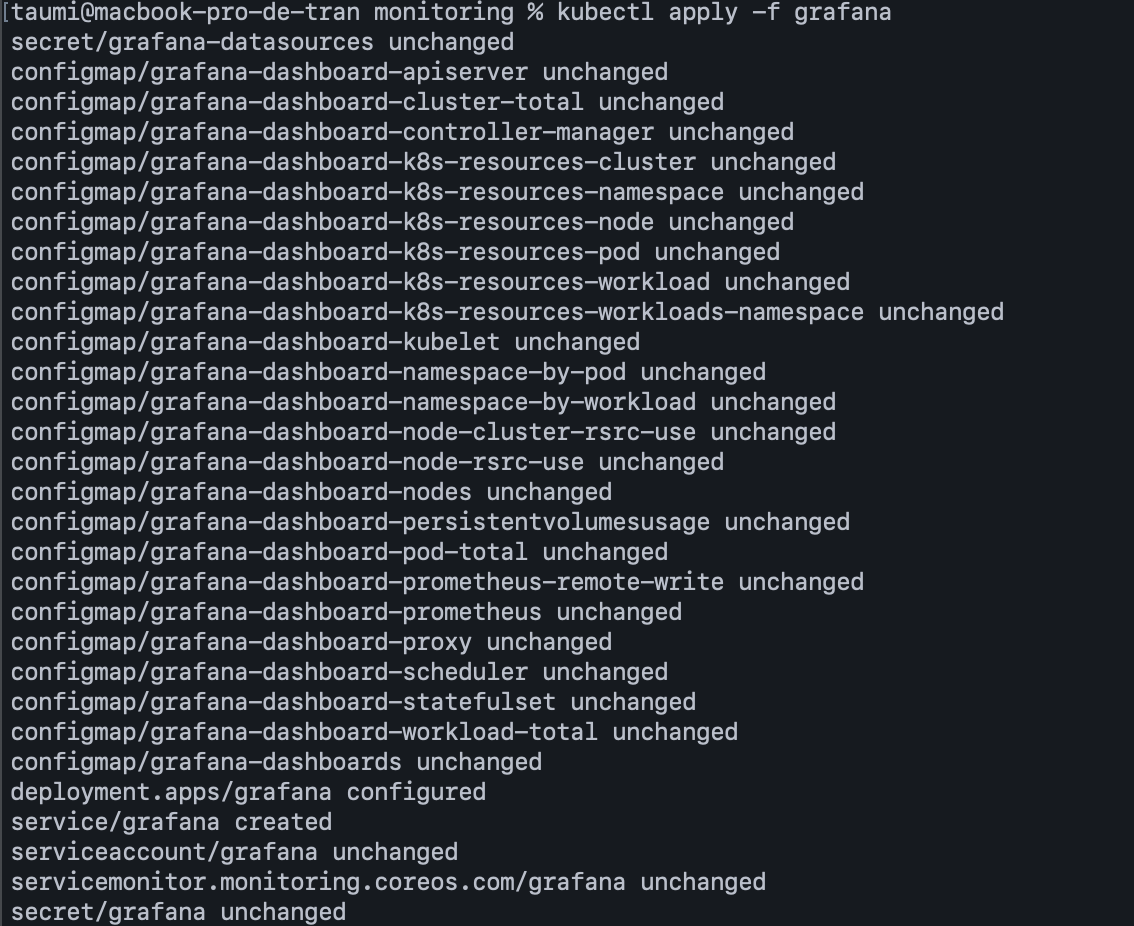 [taumi@macbook-pro-de-tran monitoring % kubectl apply -f grafana
secret/grafana-datasources unchanged
configmap/grafana-dashboard-apiserver unchanged
configmap/grafana-dashboard-cluster-total unchanged
configmap/grafana-dashboard-controller-manager unchanged
configmap/grafana-dashboard-k8s-resources-cluster unchanged
configmap/grafana-dashboard-k8s-resources-namespace unchanged
configmap/grafana-dashboard-k8s-resources-node unchanged
configmap/grafana-dashboard-k8s-resources-pod unchanged
configmap/grafana-dashboard-k8s-resources-workload unchanged
configmap/grafana-dashboard-k8s-resources-workloads-namespace unchanged
configmap/grafana-dashboard-kubelet unchanged
configmap/grafana-dashboard-namespace-by-pod unchanged
configmap/grafana-dashboard-namespace-by-workload unchanged
configmap/grafana-dashboard-node-cluster-rsrc-use unchanged
configmap/grafana-dashboard-node-rsrc-use unchanged
configmap/grafana-dashboard-nodes unchanged
configmap/grafana-dashboard-persistentvolumesusage unchanged
configmap/grafana-dashboard-pod-total unchanged
configmap/grafana-dashboard-prometheus-remote-write unchanged
configmap/grafana-dashboard-prometheus unchanged
configmap/grafana-dashboard-proxy unchanged
configmap/grafana-dashboard-scheduler unchanged
configmap/grafana-dashboard-statefulset unchanged
configmap/grafana-dashboard-workload-total unchanged
configmap/grafana-dashboards unchanged
deployment.apps/grafana configured
service/grafana created
serviceaccount/grafana unchanged
servicemonitor.monitoring.coreos.com/grafana unchanged
secret/grafana unchanged